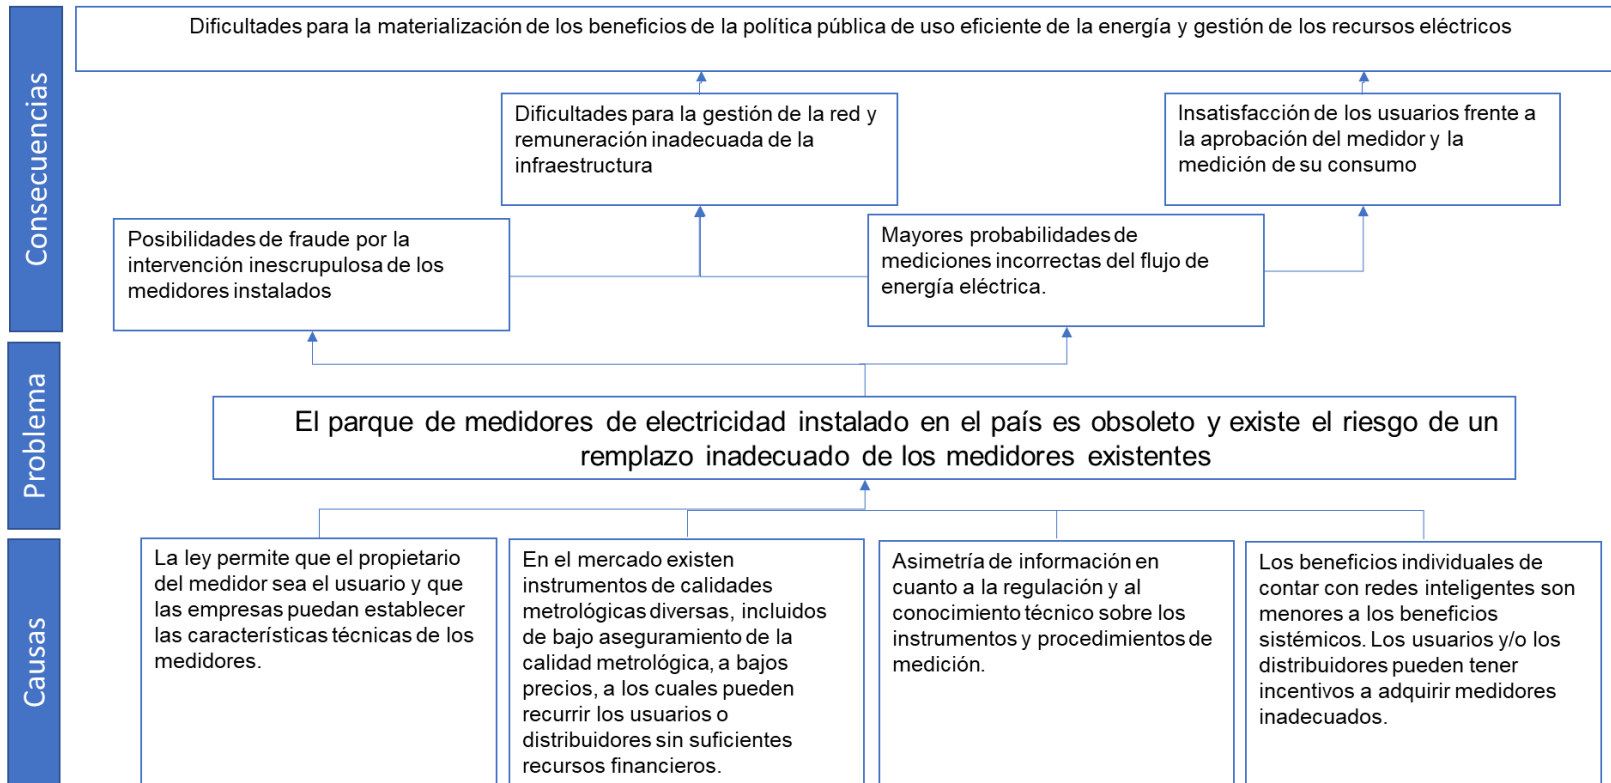 Consecuencias
Dificultades para la materialización de los beneficios de la política pública de uso eficiente de la energía y gestión de los recursos eléctricos
Dificultades para la gestión de la red y
remuneración inadecuada de la
infraestructura
Insatisfacción de los usuarios frente a
la aprobación del medidor y la
medición de su consumo
Posibilidades de fraude por la
intervención inescrupulosa de los
medidores instalados
Mayores probabilidades de
mediciones incorrectas del flujo de
energía eléctrica.
Problema
El parque de medidores de electricidad instalado en el país es obsoleto y existe el riesgo de un
remplazo inadecuado de los medidores existentes
Causas
La ley permite que el propietario
del medidor sea el usuario y que
las empresas puedan establecer
las características técnicas de los
medidores.
En el mercado existen
instrumentos de calidades
metrológicas diversas, incluidos
de bajo aseguramiento de la
calidad metrológica, a bajos
precios, a los cuales pueden
recurrir los usuarios o
distribuidores sin suficientes
recursos financieros.
Asimetría de información en
cuanto a la regulación y al
conocimiento técnico sobre los
instrumentos y procedimientos de
medición.
Los beneficios individuales de
contar con redes inteligentes son
menores a los beneficios
sistémicos. Los usuarios y/o los
distribuidores pueden tener
incentivos a adquirir medidores
inadecuados.